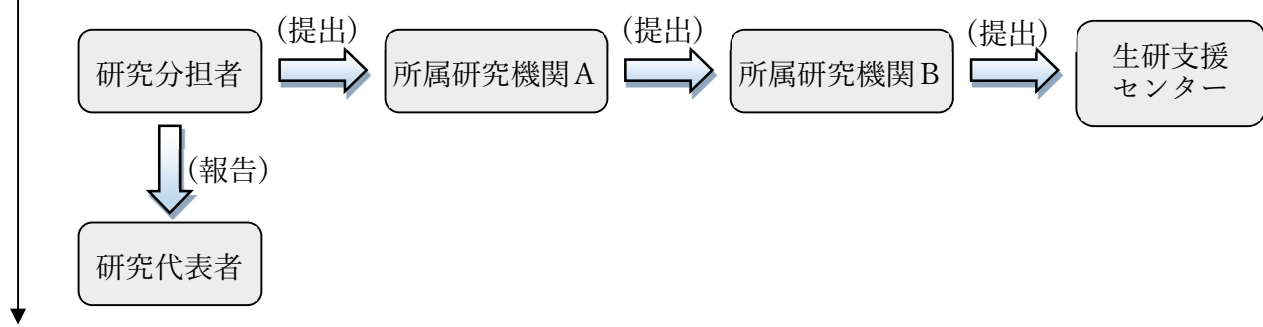 (提出)
(提出)
(提出)
研究分担者
所属研究機関A
所属研究機関B
生研支援
センター
(報告)
研究代表者